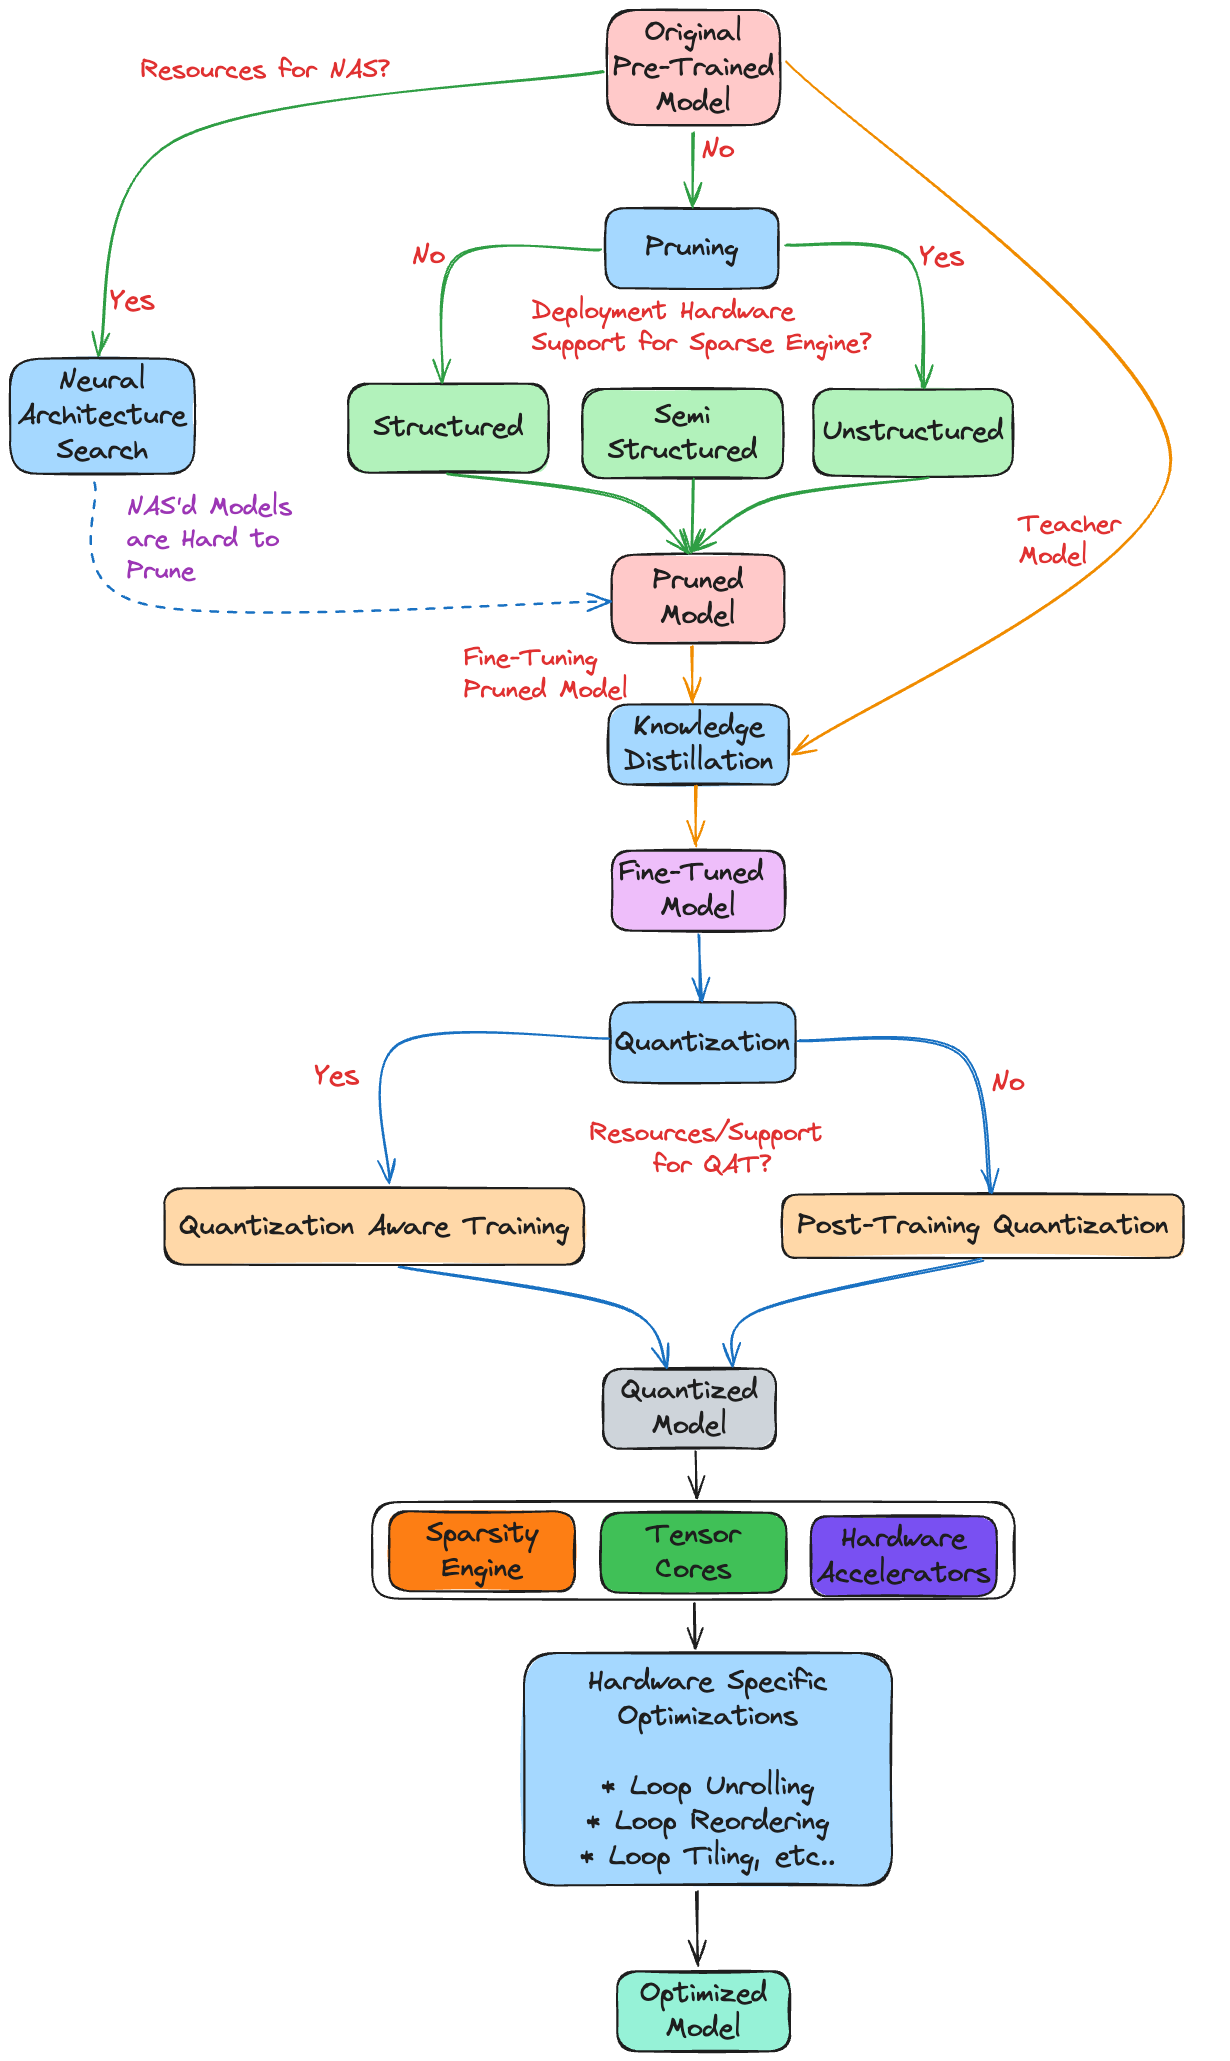 Original
Pre-Trained
Model
Resources for NAS?
No
Pruning
No
Yes
Yes
Deployment Hardware
Support for Sparse Engine?
Neural
Architecture
Search
Structured
Semi
Structured
Unstructured
NAS'd Models
are Hard to
Prune
Teacher
Model
Pruned
Model
Fine-Tuning
Pruned Model
Knowledge
Distillation
Fine-Tuned
Model
Quantization
Yes
No
Resources/Support
for QAT?
Quantization Aware Training
Post-Training Quantization
Quantized
Model
Sparsity
Engine
Tensor
Cores
Hardware
Accelerators
Hardware Specific
Optimizations
* Loop Unrolling
* Loop Reordering
* Loop Tiling, etc..
Optimized
Model